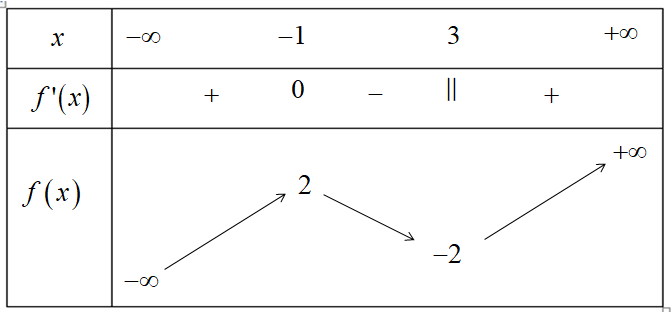 x −∞ −1 3 +∞
f'(x) + 0 − || +
+∞
f(x) 2
−2
−∞